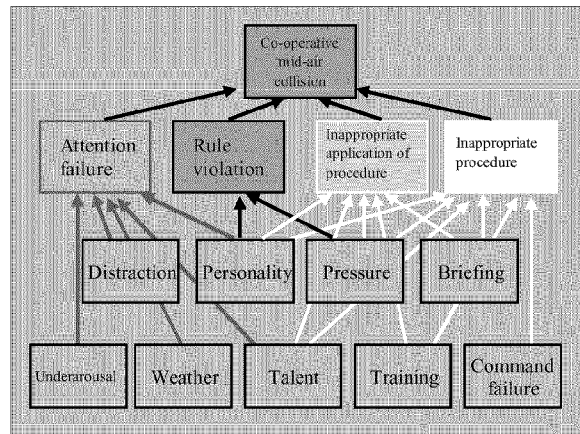 Co-operative
mid-air
collision
Attention
failure
Rule
violation
Inappropriate
application of
procedure
Inappropriate
procedure
Distraction
Personality
Pressure
Briefing
Underarousal
Weather
Talent
Training
Command
failure